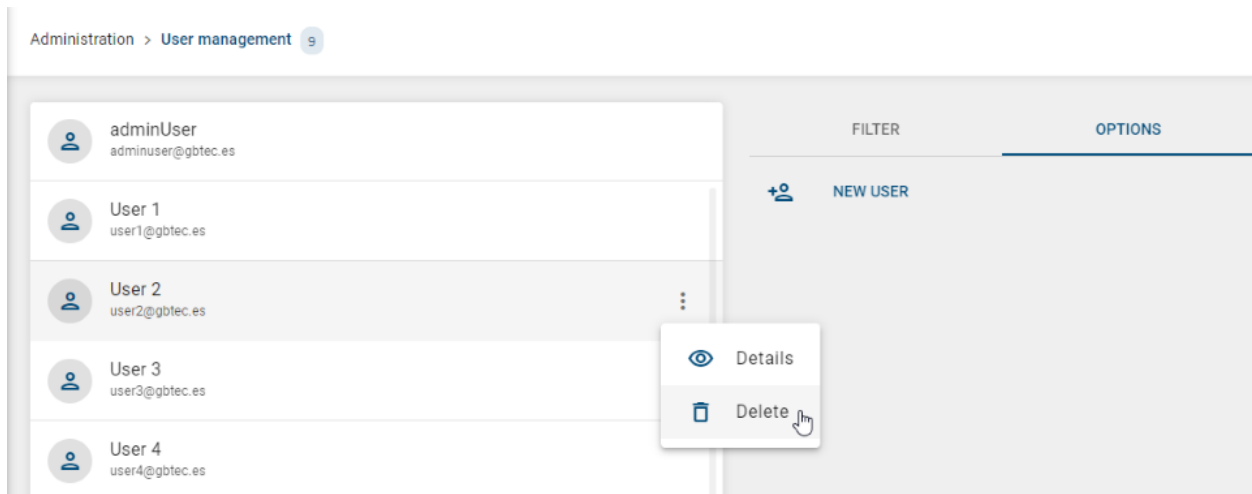 Administration > User management 9
adminUser
adminuser@gbtec.es
User 1
user1@gbtec.es
User 2
user2@gbtec.es
User 3
user3@gbtec.es
User 4
user4@gbtec.es
Details
Delete
FILTER OPTIONS
NEW USER